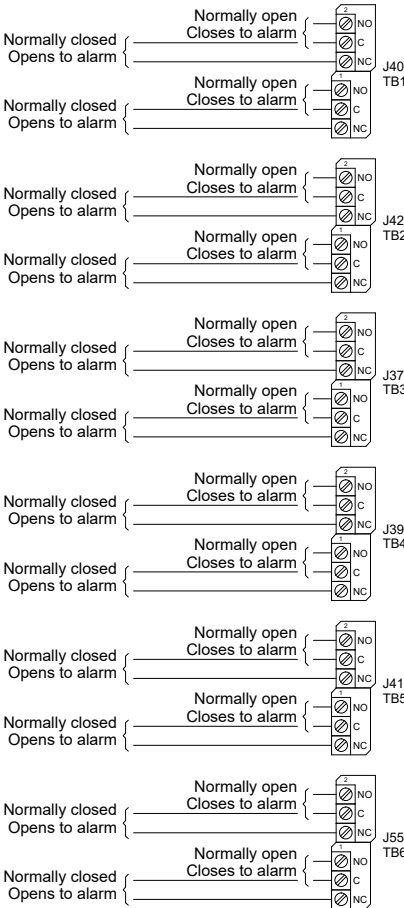 2
Normally open
NO
Closes to alarm
Normally closed
C
Opens to alarm
NC
J40
TB1
1
Normally open
NO
Closes to alarm
Normally closed
C
Opens to alarm
NC
2
Normally open
NO
Closes to alarm
Normally closed
C
Opens to alarm
NC
J42
TB2
1
Normally open
NO
Closes to alarm
Normally closed
C
Opens to alarm
NC
2
Normally open
NO
Closes to alarm
Normally closed
C
Opens to alarm
NC
J37
TB3
1
Normally open
NO
Closes to alarm
Normally closed
C
Opens to alarm
NC
2
Normally open
NO
Closes to alarm
Normally closed
C
Opens to alarm
NC
J39
TB4
1
Normally open
NO
Closes to alarm
Normally closed
C
Opens to alarm
NC
2
Normally open
NO
Closes to alarm
Normally closed
C
Opens to alarm
NC
J41
TB5
1
Normally open
NO
Closes to alarm
Normally closed
C
Opens to alarm
NC
2
Normally open
NO
Closes to alarm
Normally closed
C
Opens to alarm
NC
J55
TB6
1
Normally open
NO
Closes to alarm
Normally closed
C
Opens to alarm
NC